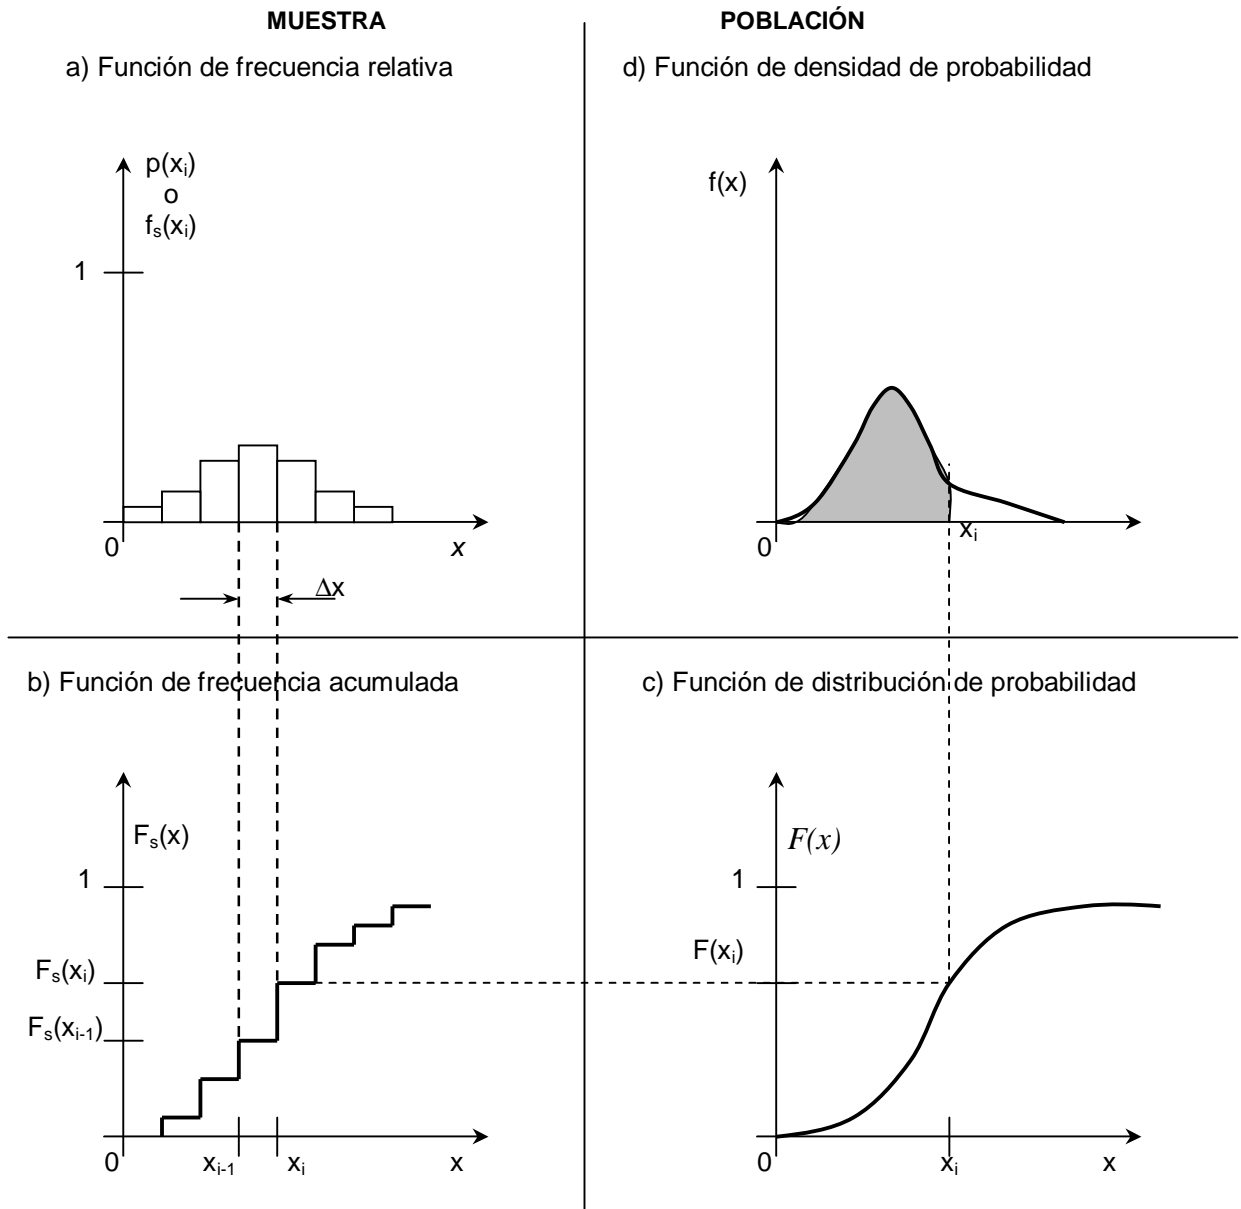 MUESTRA
POBLACIÓN
a) Función de frecuencia relativa
p(xi)
o
fs(xi)
1
0
x
Δx
d) Función de densidad de probabilidad
f(x)
0
xi
b) Función de frecuencia acumulada
Fs(x)
1
Fs(xi)
Fs(xi-1)
0
xi-1
xi
x
c) Función de distribución de probabilidad
F(x)
1
F(xi)
0
xi
x